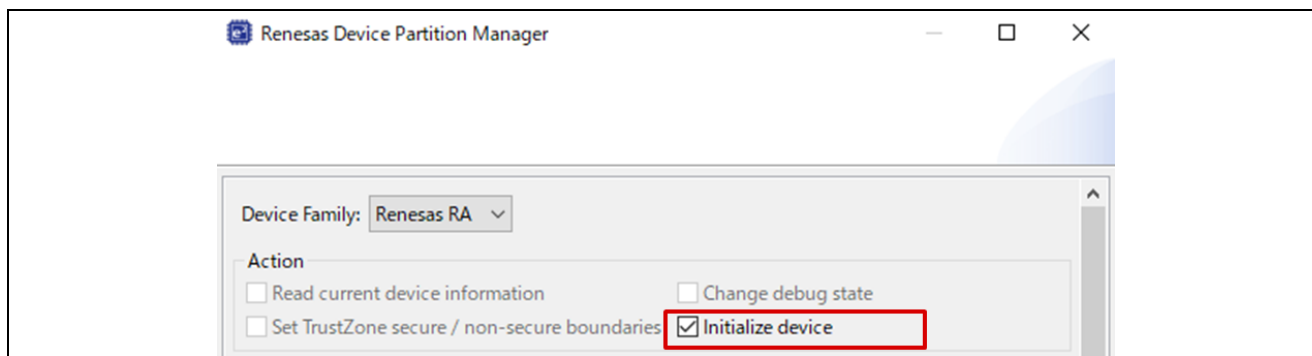 Renesas Device Partition Manager
Device Family: Renesas RA
Action
Read current device information
Change debug state
Set TrustZone secure / non-secure boundaries
Initialize device